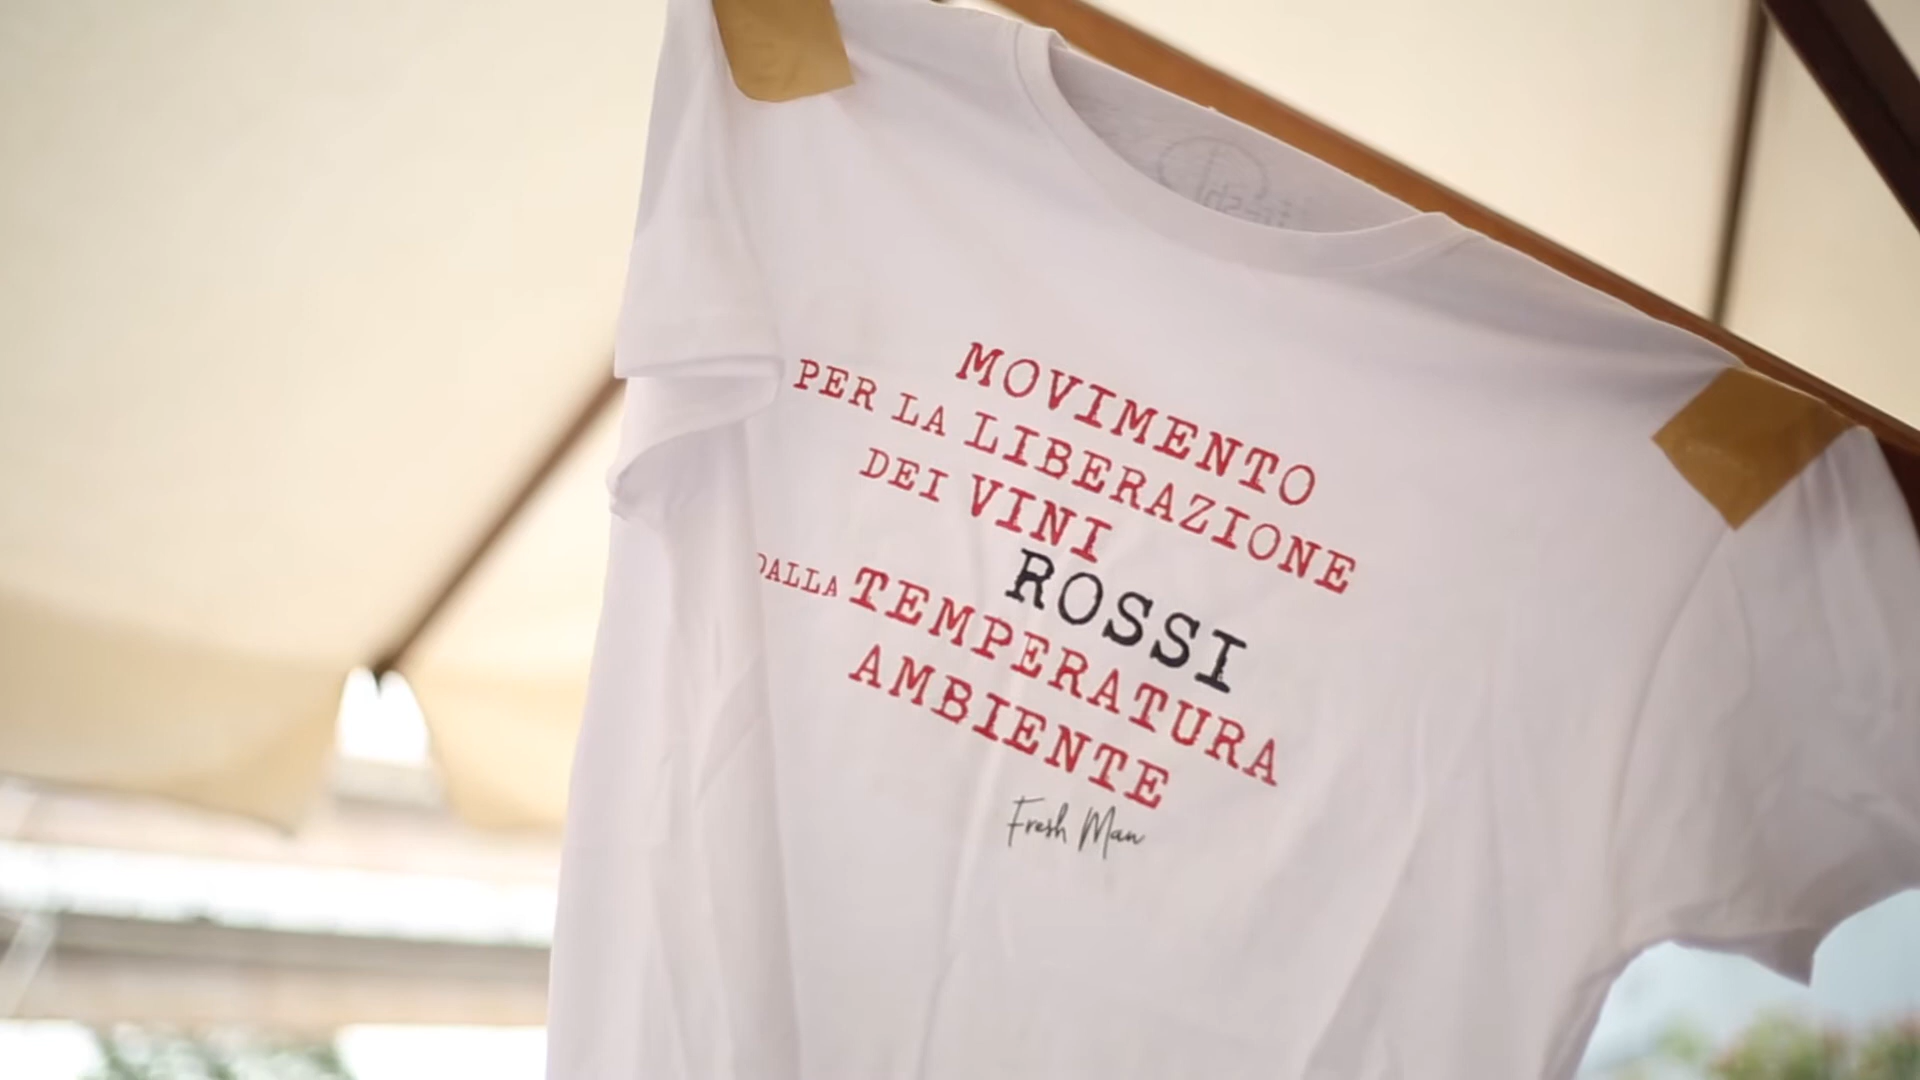 MOVIMENTO
PER LA LIBERAZIONE
DEI VINI
ROSSI
DALLA TEMPERATURA
AMBIENTE
Fresh Man